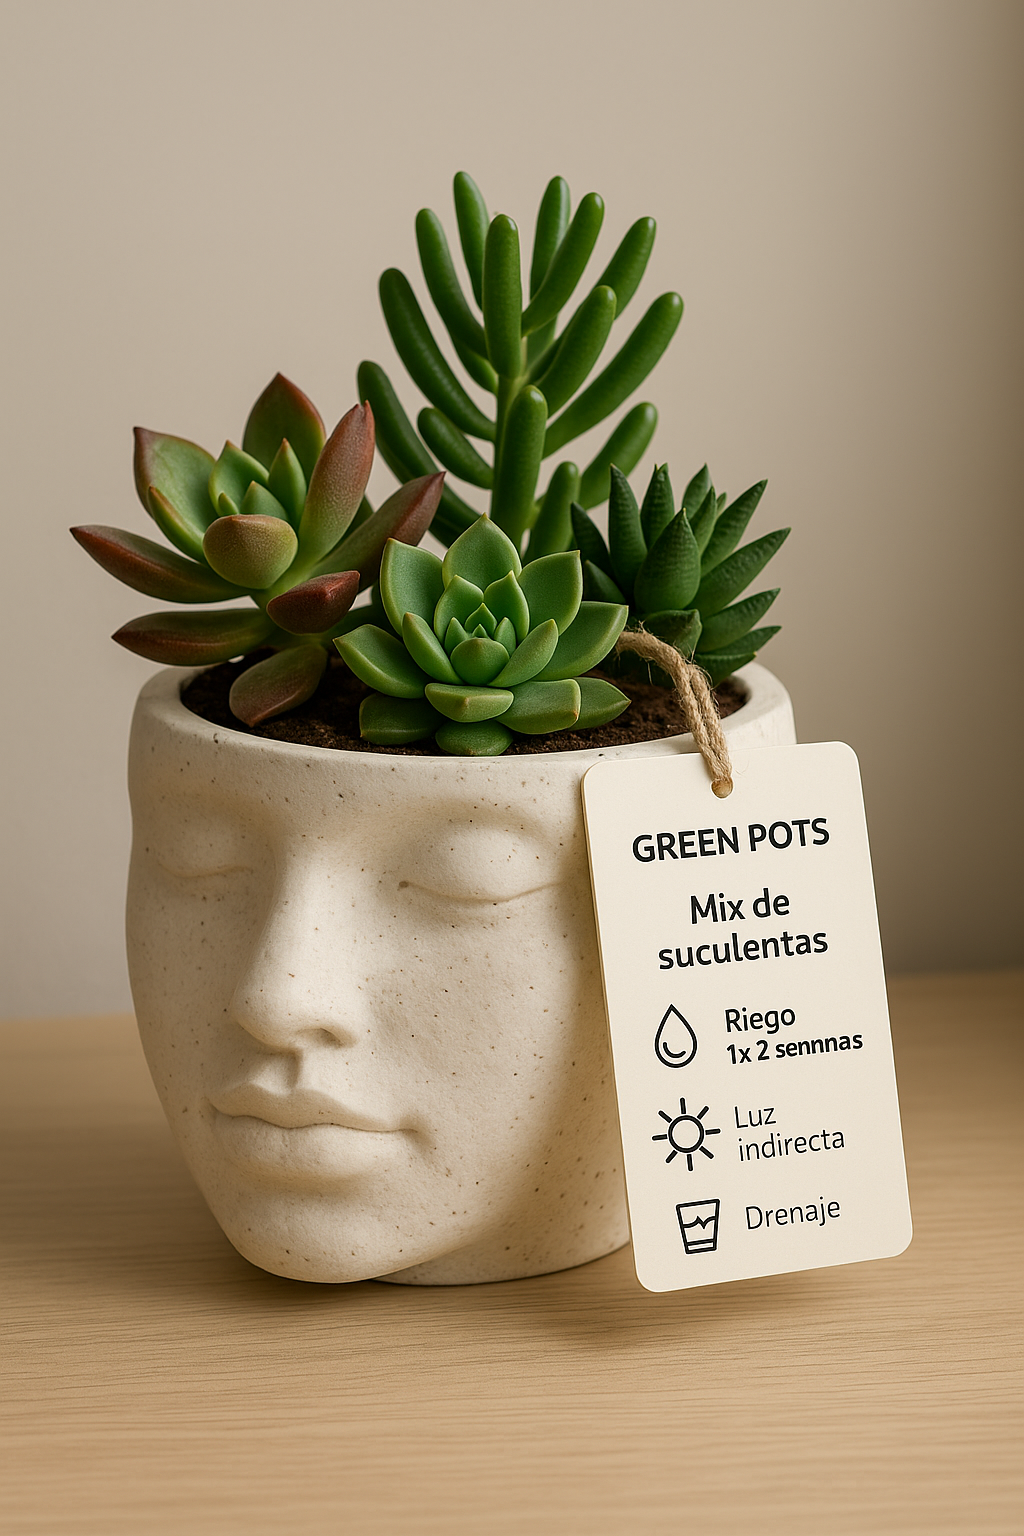 GREEN POTS
Mix de
suculentas
Riego
1x 2 sennnas
Luz
indirecta
Drenaje